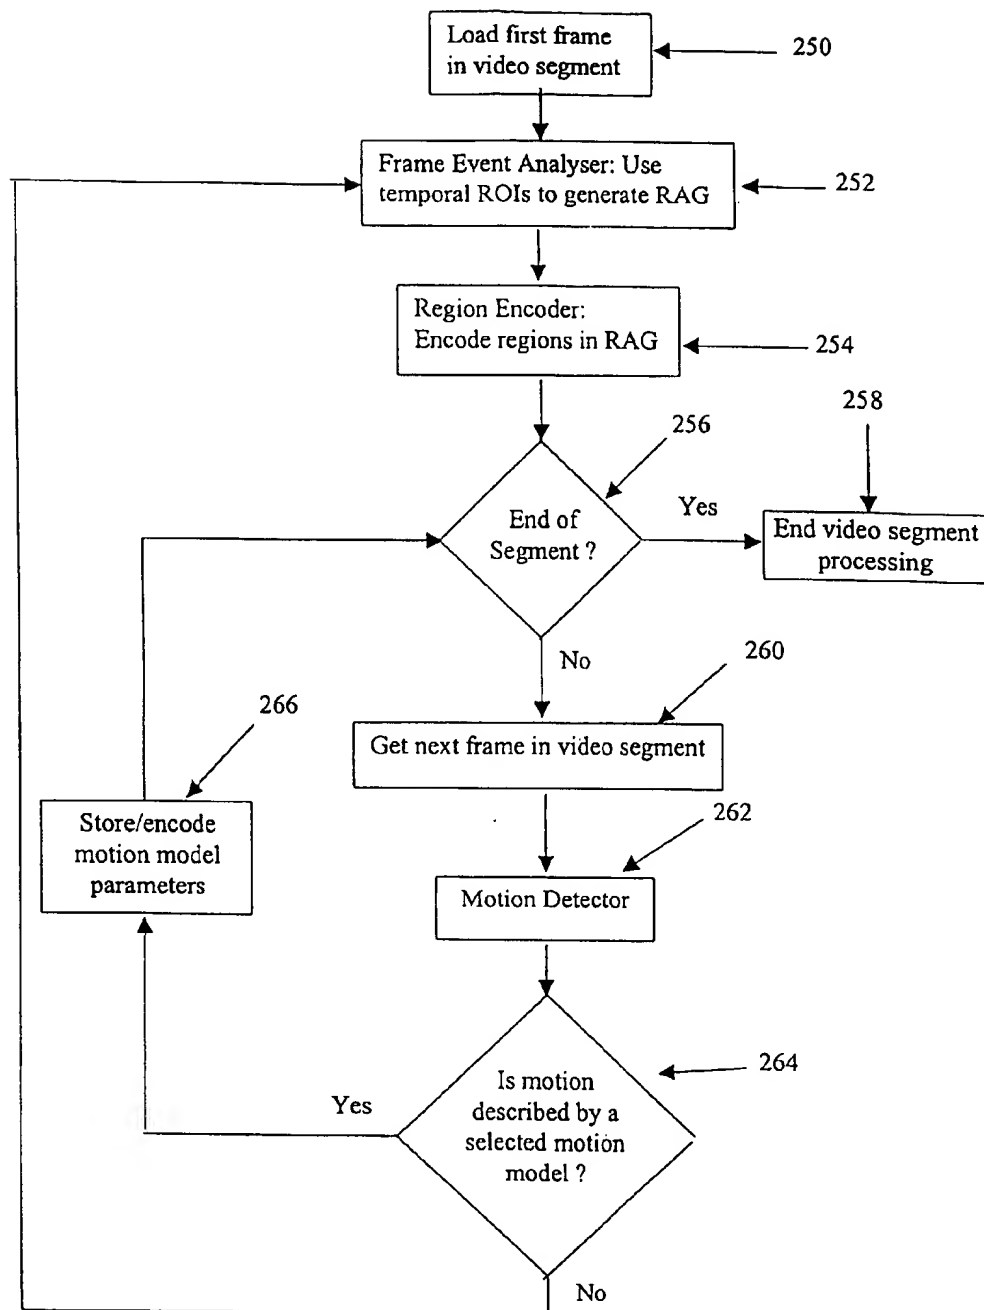 Load first frame
in video segment
250
Frame Event Analyser: Use
temporal ROIs to generate RAG
252
Region Encoder:
Encode regions in RAG
254
258
256
End of
Segment ?
Yes
End video segment
processing
No
260
Get next frame in video segment
266
Store/encode
motion model
parameters
262
Motion Detector
264
Is motion
described by a
selected motion
model ?
Yes
No